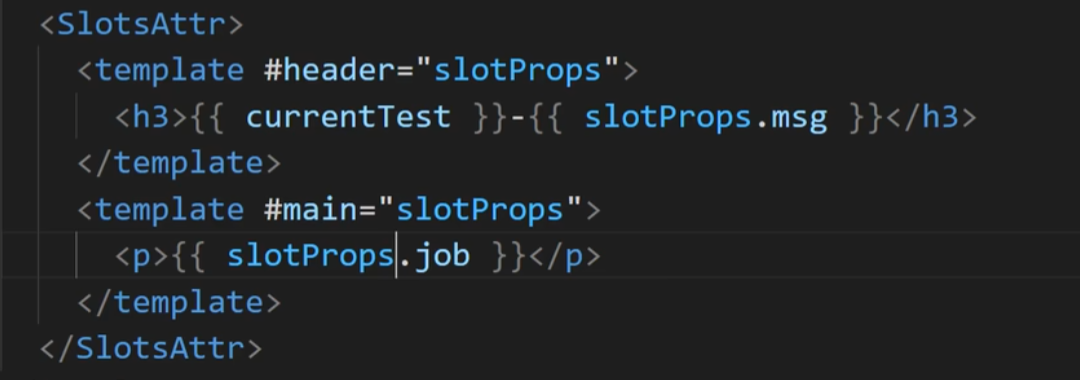 <SlotsAttr>
<template #header="slotProps">
<h3>{{ currentTest }}-{{ slotProps.msg }}</h3>
</template>
<template #main="slotProps">
<p>{{ slotProps.job }}</p>
</template>
</SlotsAttr>